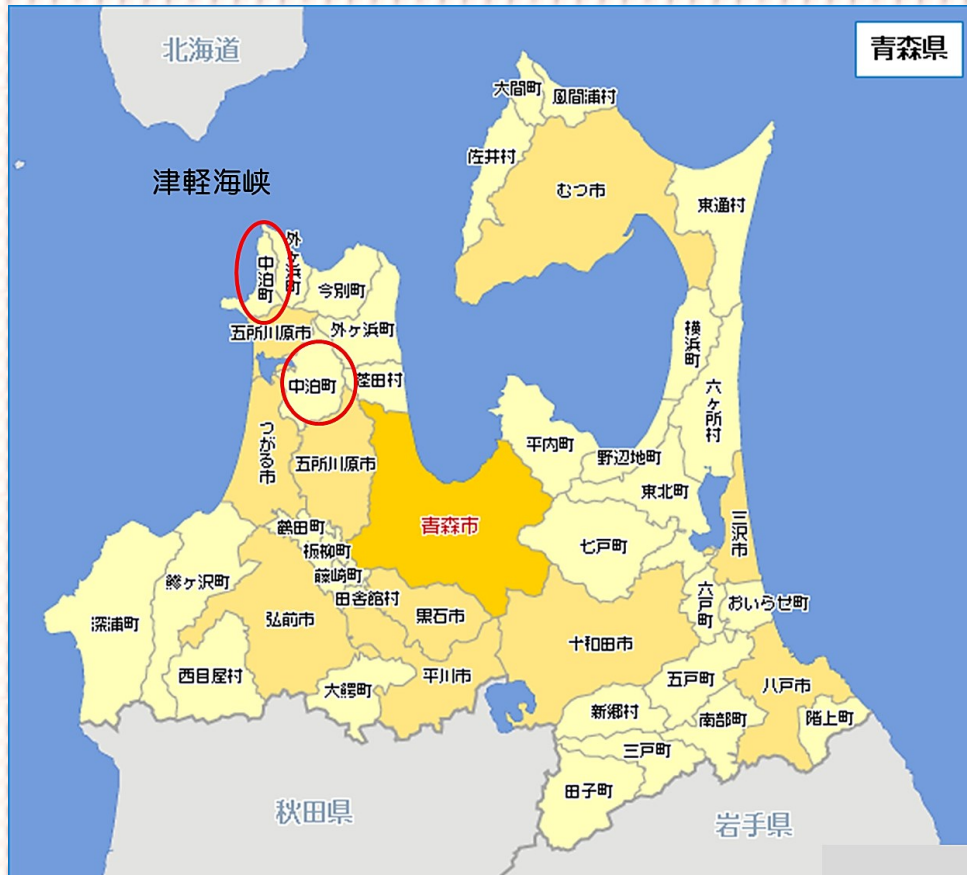 北海道
青森県
大間町
風間浦村
佐井村
むつ市
東通村
津軽海峡
中泊町
外ヶ浜町
今別町
五所川原市
外ヶ浜町
横浜町
中泊町
蓬田村
六ヶ所村
つがる市
五所川原市
平内町
野辺地町
東北町
青森市
三沢市
鶴田町
板柳町
七戸町
藤崎町
鰺ヶ沢町
田舎館村
六戸町
おいらせ町
深浦町
弘前市
黒石市
十和田市
西目屋村
大鰐町
平川市
五戸町
八戸市
新郷村
南部町
階上町
三戸町
田子町
秋田県
岩手県